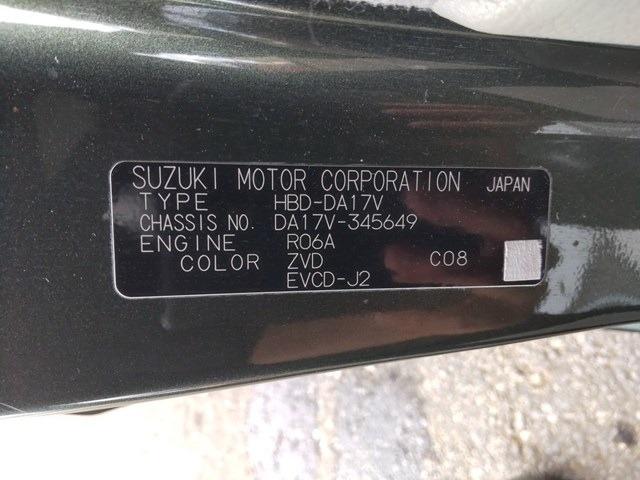 SUZUKI MOTOR CORPORATION JAPAN
TYPE HBD-DA17V
CHASSIS NO. DA17V-345649
ENGINE R06A
COLOR ZVD C08
EVCD-J2